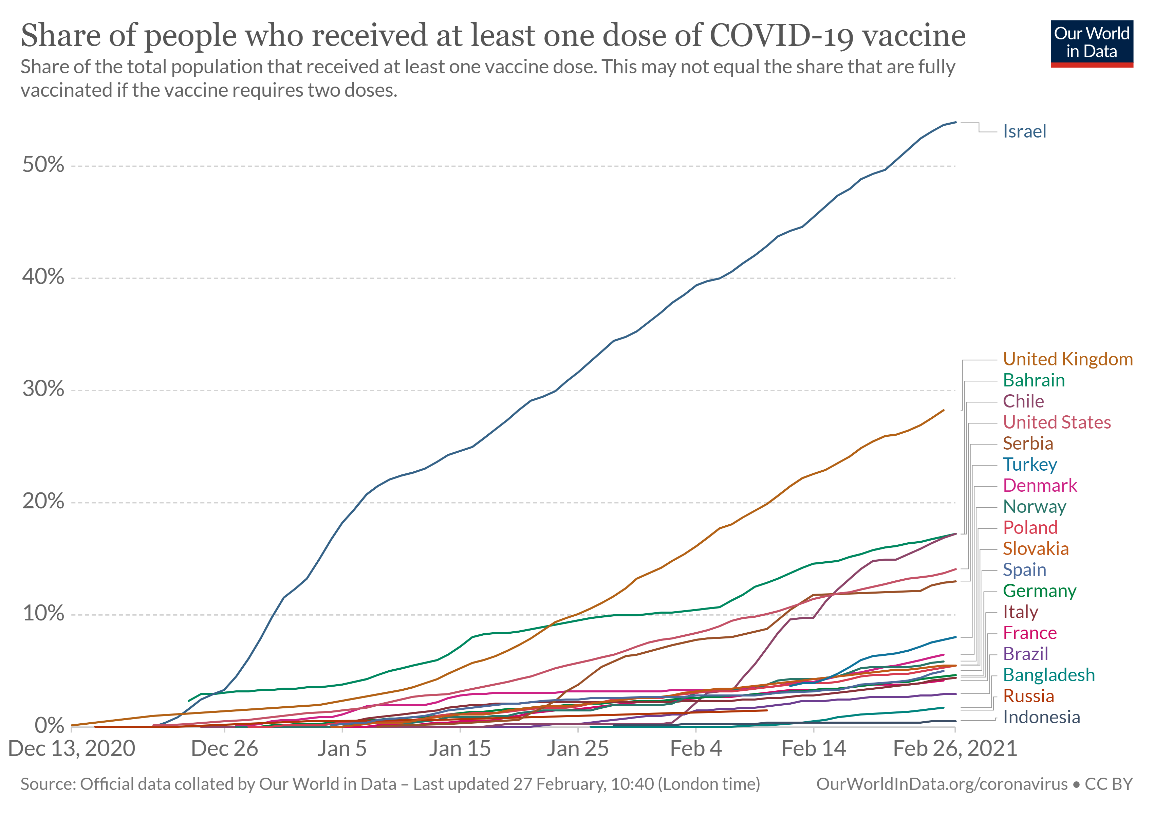 Share of people who received at least one dose of COVID-19 vaccine
Our World
in Data
Share of the total population that received at least one vaccine dose. This may not equal the share that are fully
vaccinated if the vaccine requires two doses.
50%
40%
30%
20%
10%
0%
Israel
United Kingdom
Bahrain
Chile
United States
Serbia
Turkey
Denmark
Norway
Poland
Slovakia
Spain
Germany
Italy
France
Brazil
Bangladesh
Russia
Indonesia
Dec 13, 2020
Dec 26
Jan 5
Jan 15
Jan 25
Feb 4
Feb 14
Feb 26, 2021
Source: Official data collated by Our World in Data – Last updated 27 February, 10:40 (London time)
OurWorldInData.org/coronavirus • CC BY